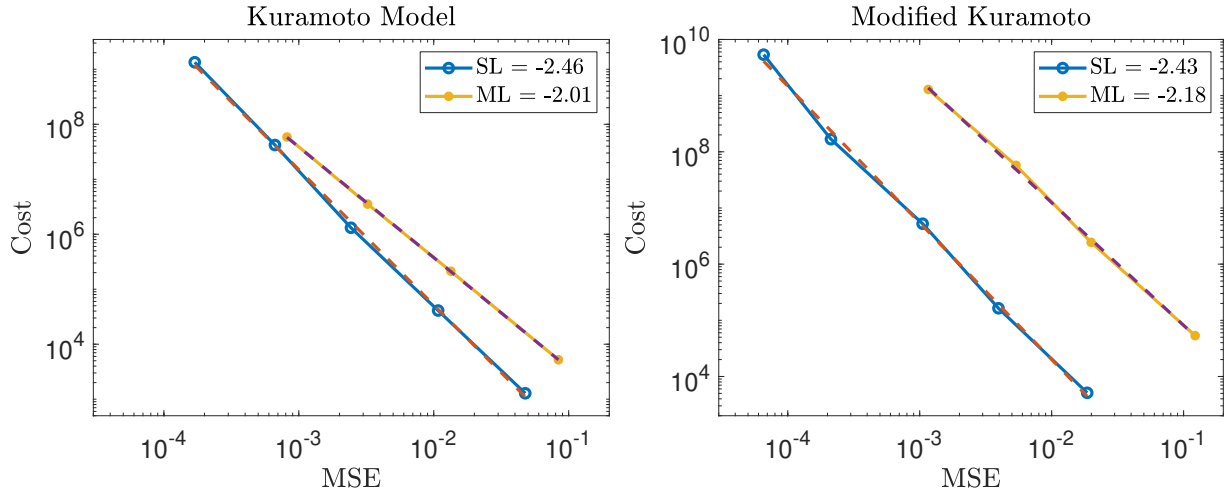 Kuramoto Model
SL = -2.46
ML = -2.01
Cost
10^8
10^6
10^4
10^-4
10^-3
10^-2
10^-1
MSE
Modified Kuramoto
SL = -2.43
ML = -2.18
Cost
10^10
10^8
10^6
10^4
10^-4
10^-3
10^-2
10^-1
MSE